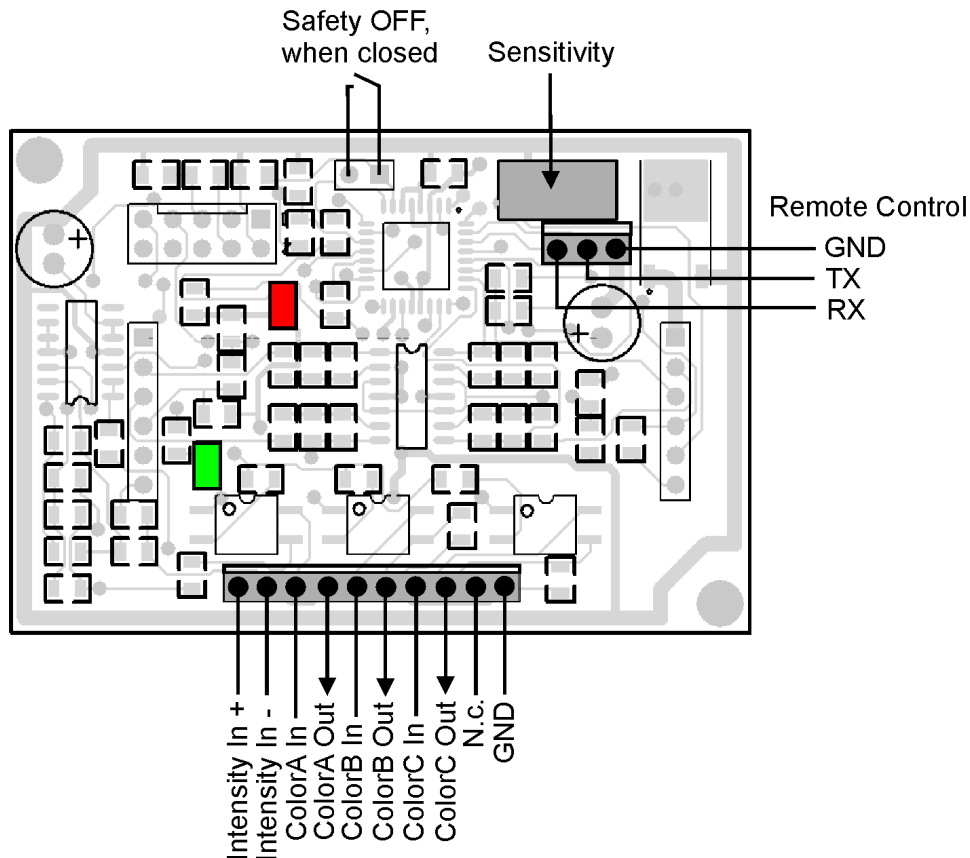 Safety OFF,
when closed
Sensitivity
Remote Control
GND
TX
RX
+
+
Intensity In +
Intensity In -
ColorA In
ColorA Out
ColorB In
ColorB Out
ColorC In
ColorC Out
N.c.
GND